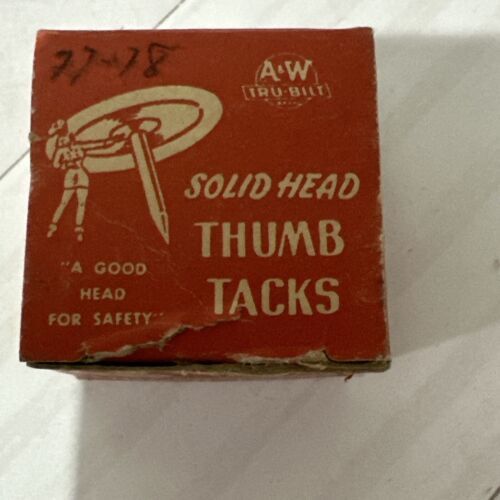 77-78
A&W
TRU-BILT
SOLID HEAD
THUMB
TACKS
"A GOOD
HEAD
FOR SAFETY"